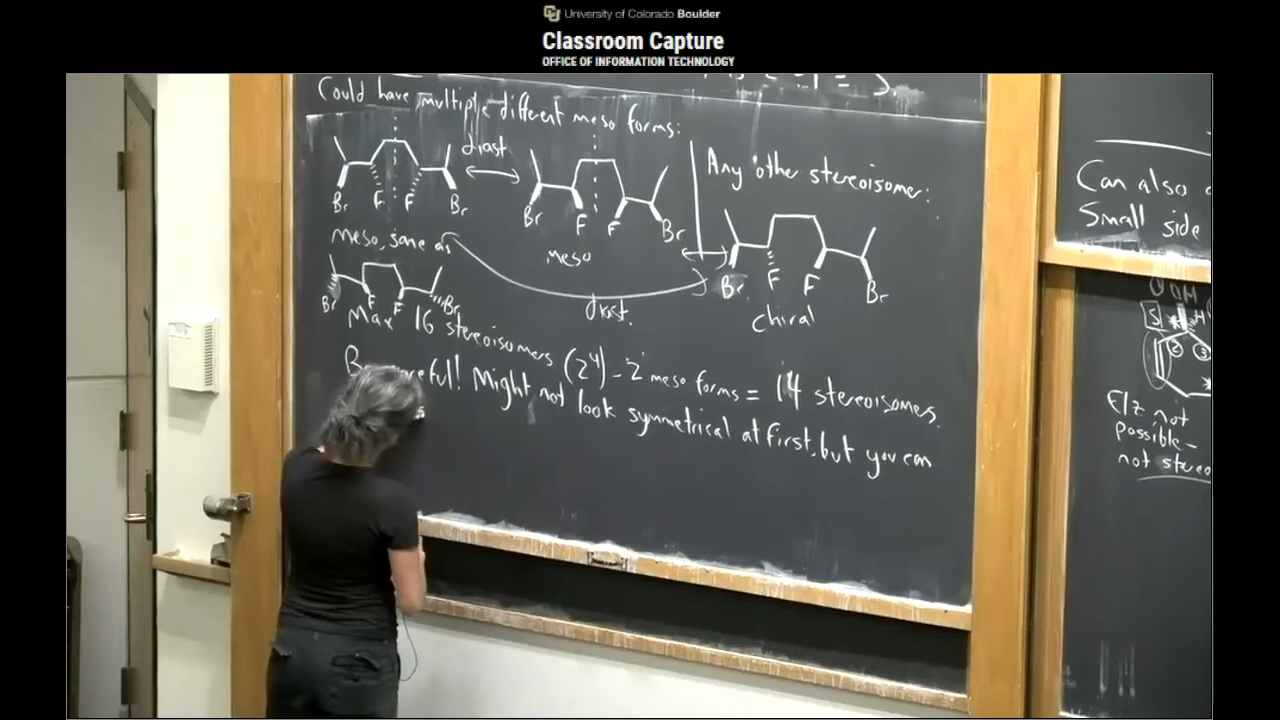 University of Colorado Boulder
Classroom Capture
OFFICE OF INFORMATION TECHNOLOGY
Could have multiple different meso forms:
diast
Br F F Br
Br F F Br
Any other stereoisomer:
Br F F Br
meso, same as
meso
chiral
Br F F Br
diast.
Max 16 stereoisomers (2⁴) - 2 meso forms = 14 stereoisomers.
careful! Might not look symmetrical at first, but you can
Can also
Small side
OH
S H
2 3
E/Z not
possible -
not stereo